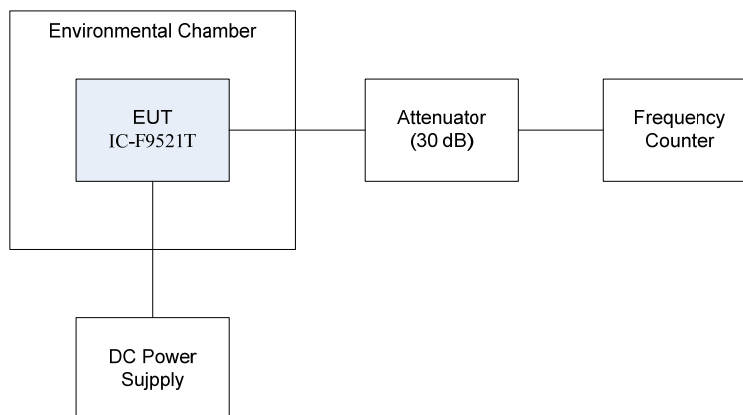 Environmental Chamber
EUT
IC-F9521T
Attenuator
(30 dB)
Frequency
Counter
DC Power
Sujpply